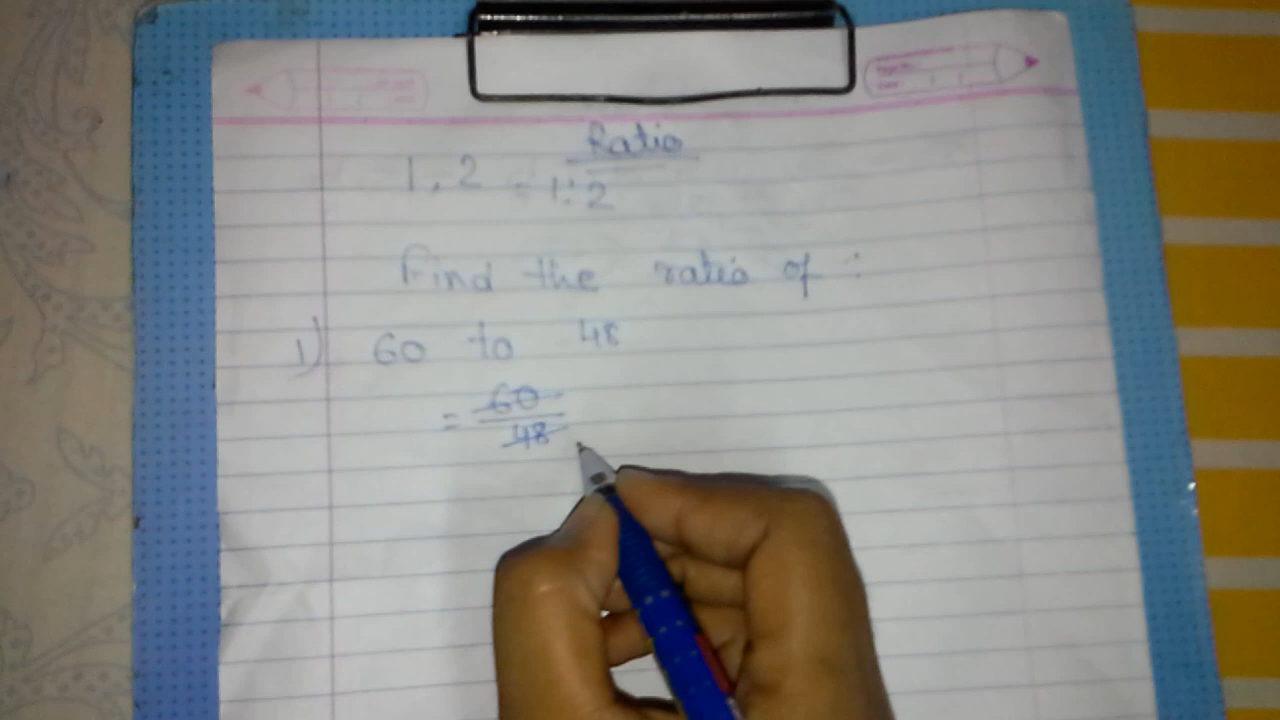 Ratio
1, 2 = 1:2
Find the ratio of :
1) 60 to 48
= 60/48